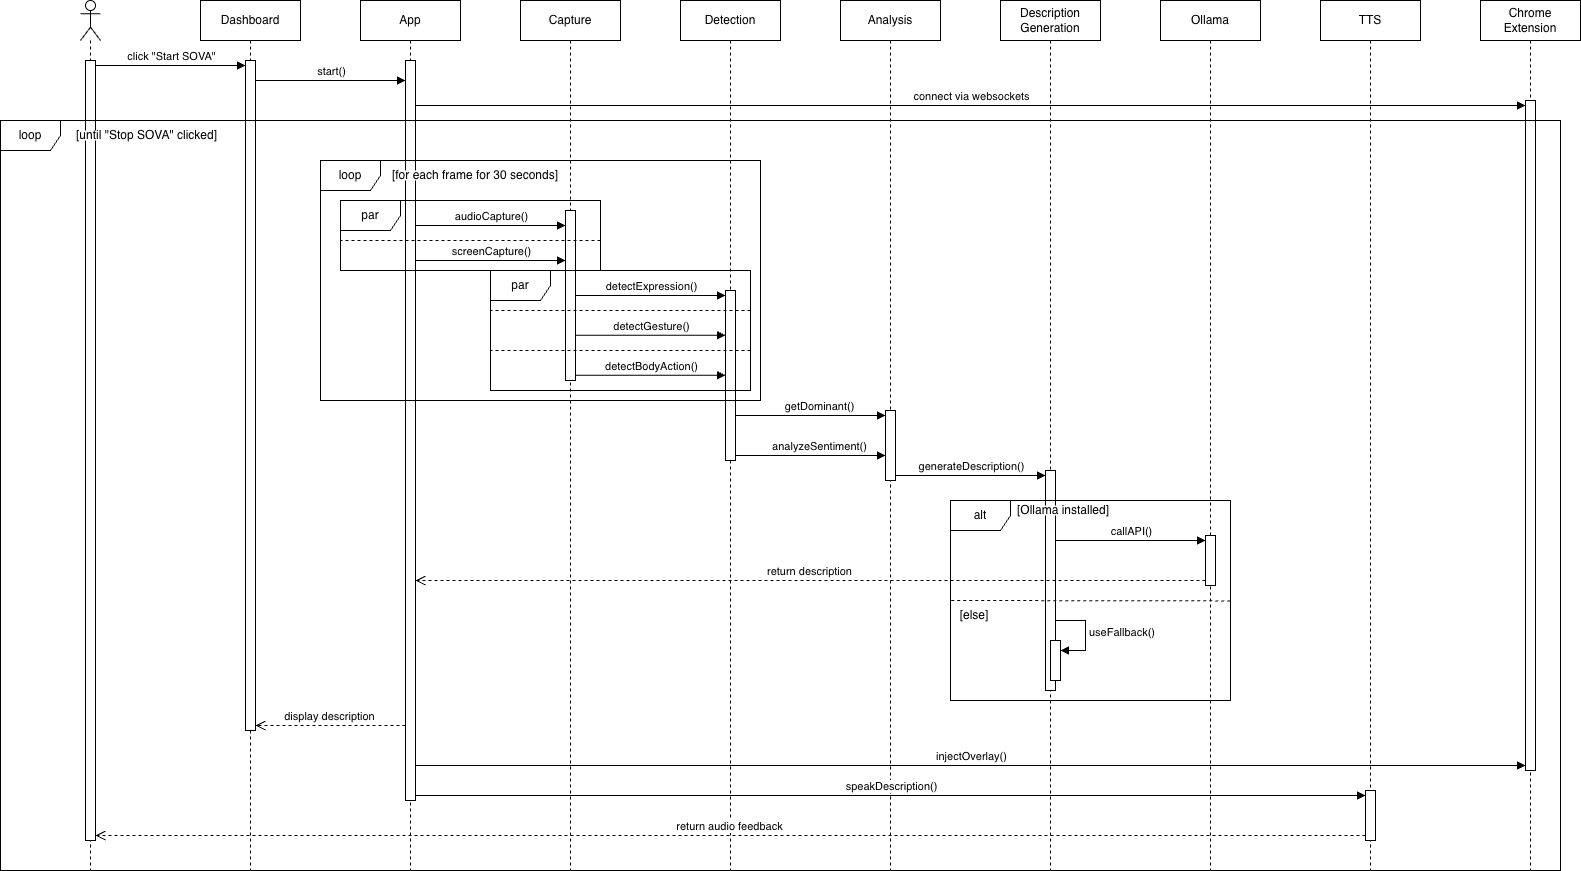 Dashboard
App
Capture
Detection
Analysis
Description
Generation
Ollama
TTS
Chrome
Extension
click "Start SOVA"
start()
connect via websockets
loop
[until "Stop SOVA" clicked]
loop
[for each frame for 30 seconds]
par
audioCapture()
screenCapture()
par
detectExpression()
detectGesture()
detectBodyAction()
getDominant()
analyzeSentiment()
generateDescription()
alt
[Ollama installed]
callAPI()
return description
[else]
useFallback()
display description
injectOverlay()
speakDescription()
return audio feedback